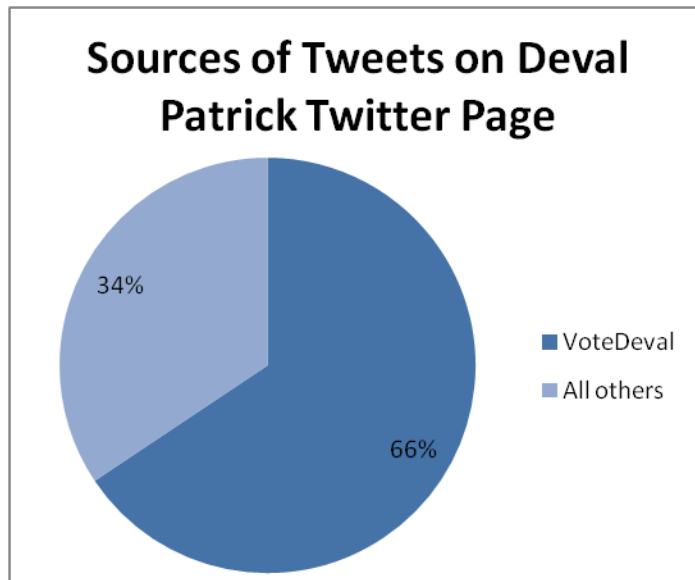 Sources of Tweets on Deval
Patrick Twitter Page
34%
VoteDeval
All others
66%